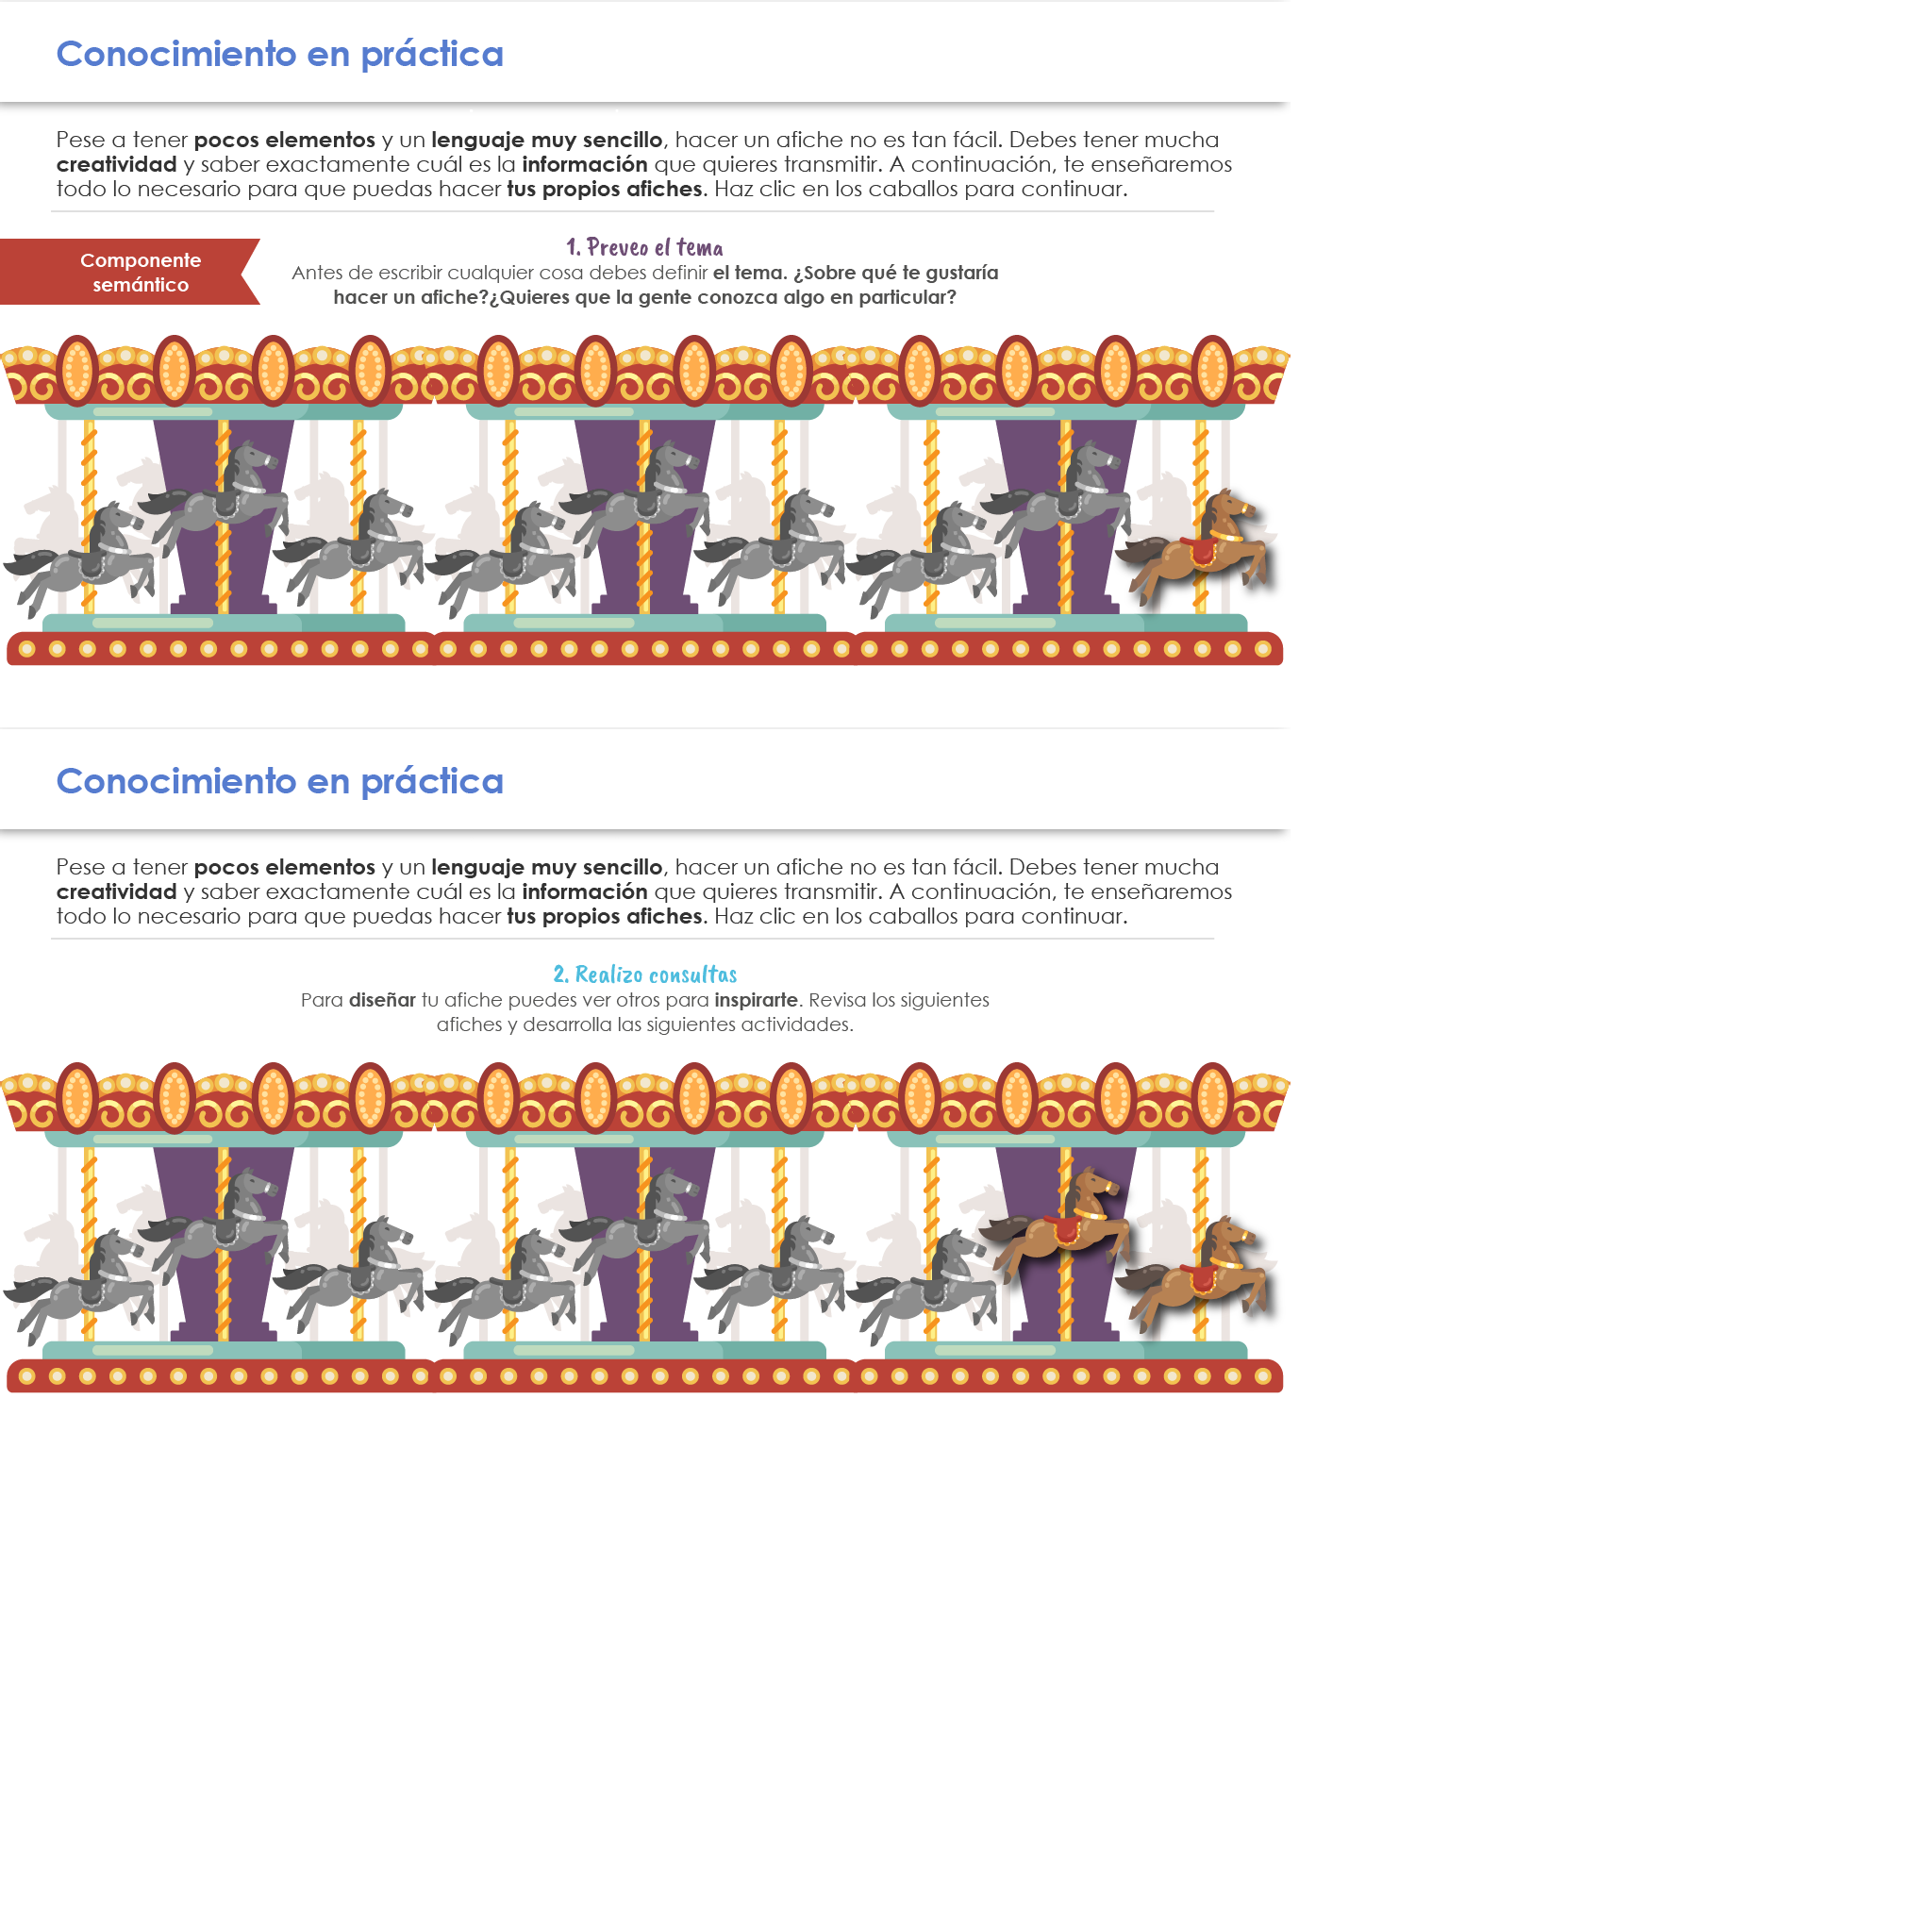 Conocimiento en práctica
Pese a tener pocos elementos y un lenguaje muy sencillo, hacer un afiche no es tan fácil. Debes tener mucha
creatividad y saber exactamente cuál es la información que quieres transmitir. A continuación, te enseñaremos
todo lo necesario para que puedas hacer tus propios afiches. Haz clic en los caballos para continuar.
Componente
semántico
1. Preveo el tema
Antes de escribir cualquier cosa debes definir el tema. ¿Sobre qué te gustaría
hacer un afiche?¿Quieres que la gente conozca algo en particular?
Conocimiento en práctica
Pese a tener pocos elementos y un lenguaje muy sencillo, hacer un afiche no es tan fácil. Debes tener mucha
creatividad y saber exactamente cuál es la información que quieres transmitir. A continuación, te enseñaremos
todo lo necesario para que puedas hacer tus propios afiches. Haz clic en los caballos para continuar.
2. Realizo consultas
Para diseñar tu afiche puedes ver otros para inspirarte. Revisa los siguientes
afiches y desarrolla las siguientes actividades.